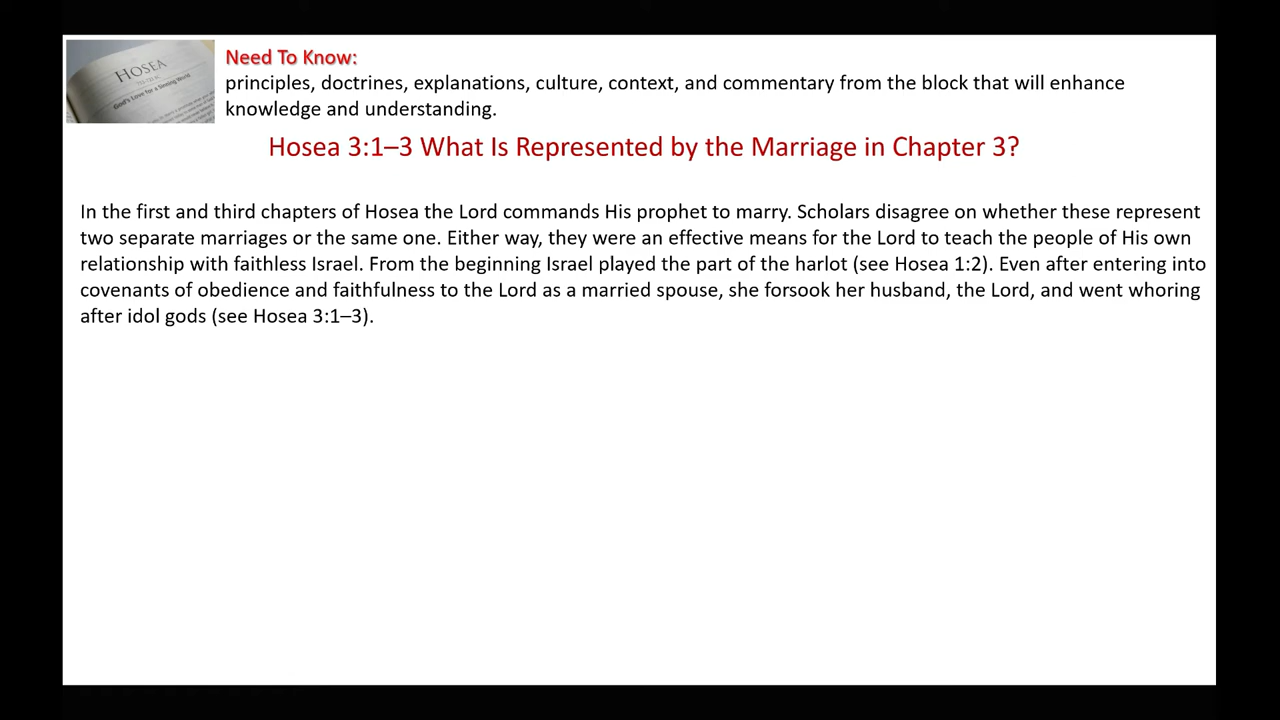 HOSEA
God's Love for a Sinning World
Need To Know:
principles, doctrines, explanations, culture, context, and commentary from the block that will enhance
knowledge and understanding.
Hosea 3:1–3 What Is Represented by the Marriage in Chapter 3?
In the first and third chapters of Hosea the Lord commands His prophet to marry. Scholars disagree on whether these represent
two separate marriages or the same one. Either way, they were an effective means for the Lord to teach the people of His own
relationship with faithless Israel. From the beginning Israel played the part of the harlot (see Hosea 1:2). Even after entering into
covenants of obedience and faithfulness to the Lord as a married spouse, she forsook her husband, the Lord, and went whoring
after idol gods (see Hosea 3:1–3).